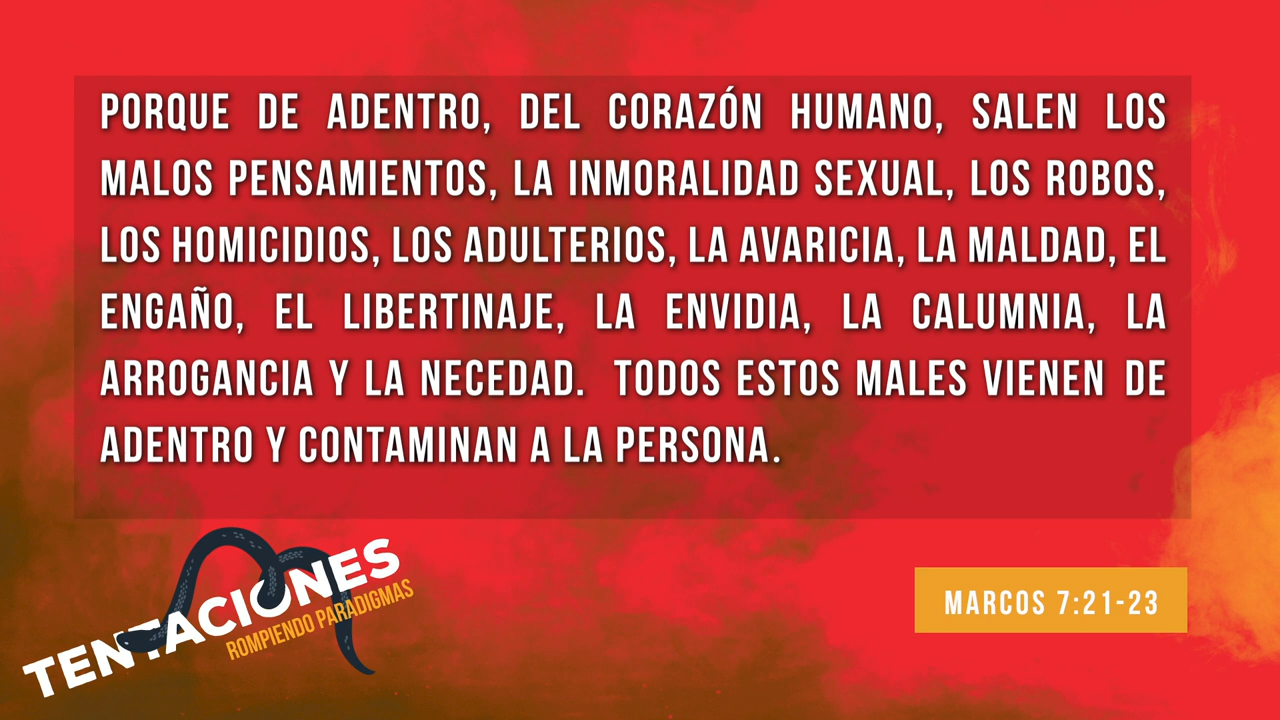 PORQUE DE ADENTRO, DEL CORAZÓN HUMANO, SALEN LOS
MALOS PENSAMIENTOS, LA INMORALIDAD SEXUAL, LOS ROBOS,
LOS HOMICIDIOS, LOS ADULTERIOS, LA AVARICIA, LA MALDAD, EL
ENGAÑO, EL LIBERTINAJE, LA ENVIDIA, LA CALUMNIA, LA
ARROGANCIA Y LA NECEDAD. TODOS ESTOS MALES VIENEN DE
ADENTRO Y CONTAMINAN A LA PERSONA.
TENTACIONES
ROMPIENDO PARADIGMAS
MARCOS 7:21-23